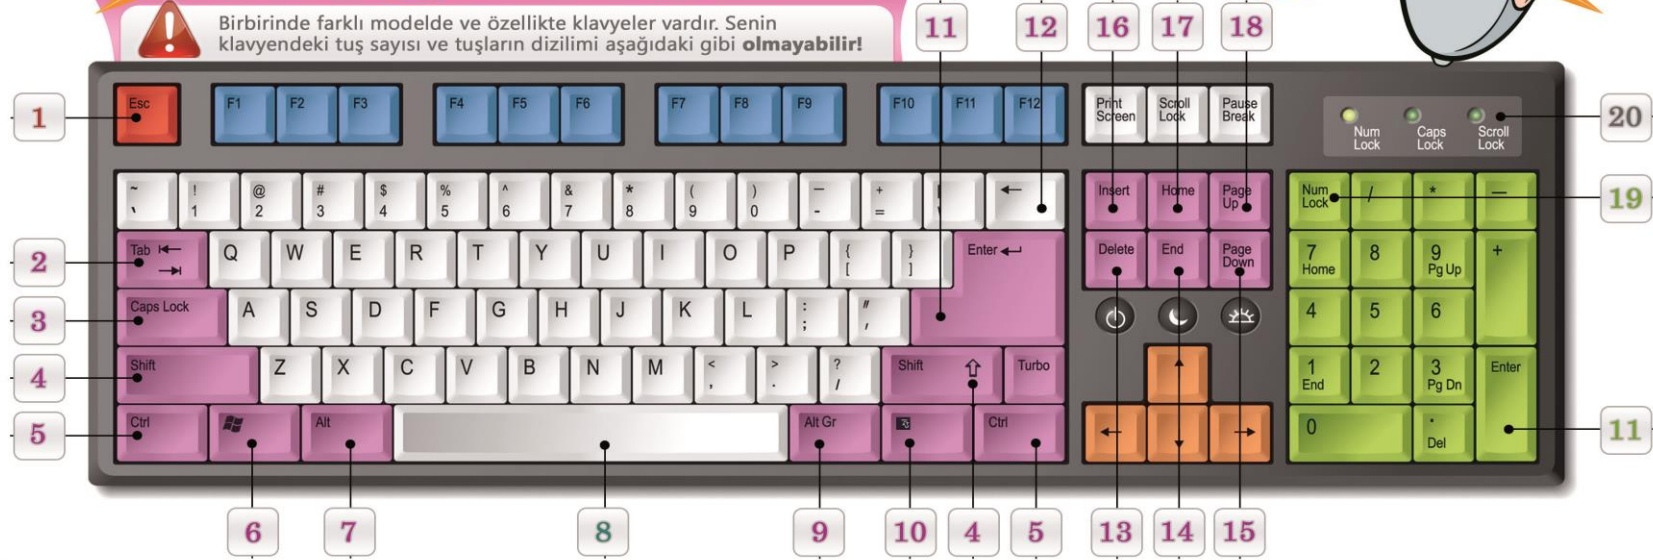 Birbirinde farklı modelde ve özellikte klavyeler vardır. Senin
klavyendeki tuş sayısı ve tuşların dizilimi aşağıdaki gibi olmayabilir!
11 12 16 17 18
1 Esc F1 F2 F3 F4 F5 F6 F7 F8 F9 F10 F11 F12 Print Screen Scroll Lock Pause Break
Num Lock Caps Lock Scroll Lock 20
~ ! @ # $ % ^ & * ( ) — +
` 1 2 3 4 5 6 7 8 9 0 - = \ ← Insert Home Page Up Num Lock / * — 19
2 Tab Q W E R T Y U I O P { [ } ] Enter Delete End Page Down 7 Home 8 9 Pg Up +
3 Caps Lock A S D F G H J K L : ; " ' 4 5 6
4 Shift Z X C V B N M < , > . ? / Shift ⇧ Turbo ↑ 1 End 2 3 Pg Dn Enter
5 Ctrl Alt Alt Gr Ctrl ← ↓ → 0 . Del 11
6 7 8 9 10 4 5 13 14 15